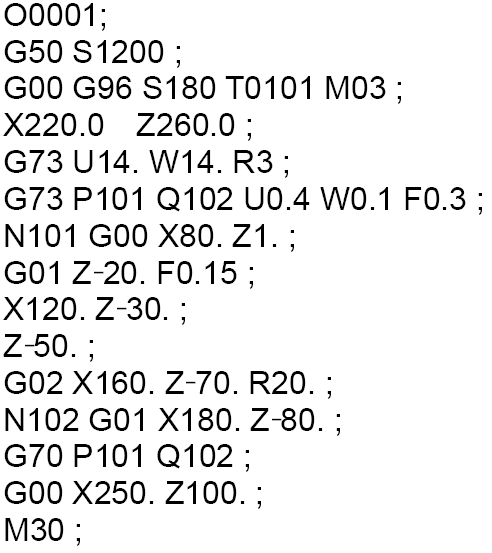 O0001;
G50 S1200 ;
G00 G96 S180 T0101 M03 ;
X220.0 Z260.0 ;
G73 U14. W14. R3 ;
G73 P101 Q102 U0.4 W0.1 F0.3 ;
N101 G00 X80. Z1. ;
G01 Z-20. F0.15 ;
X120. Z-30. ;
Z-50. ;
G02 X160. Z-70. R20. ;
N102 G01 X180. Z-80. ;
G70 P101 Q102 ;
G00 X250. Z100. ;
M30 ;